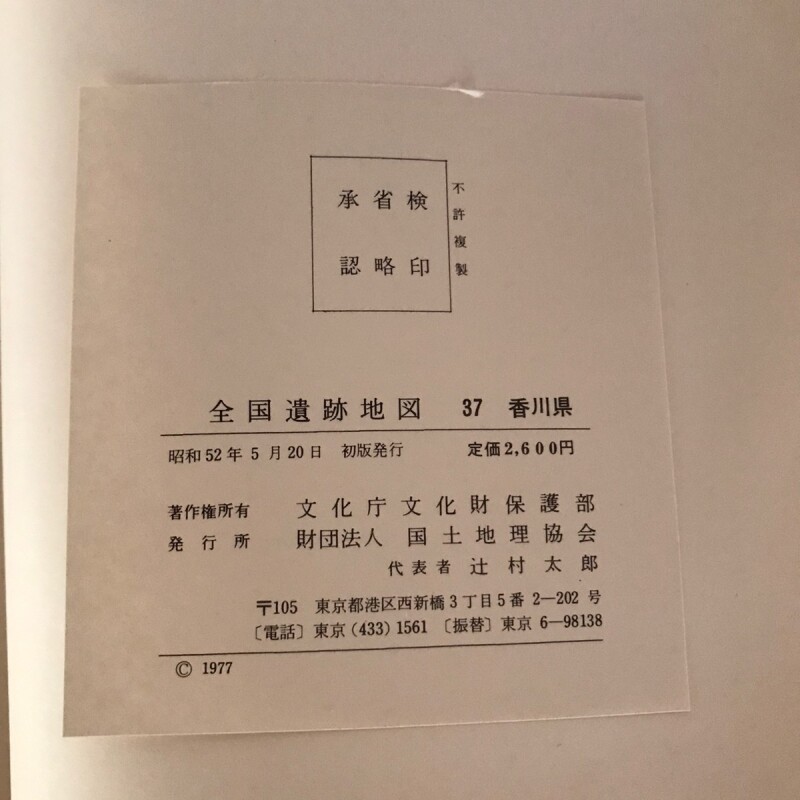 検印
省略
承認
不許複製
全国遺跡地図 37 香川県
昭和52年5月20日 初版発行 定価2,600円
著作権所有 文化庁文化財保護部
発行所 財団法人 国土地理協会
代表者 辻村太郎
〒105 東京都港区西新橋3丁目5番2—202号
〔電話〕東京(433)1561 〔振替〕東京6—98138
© 1977